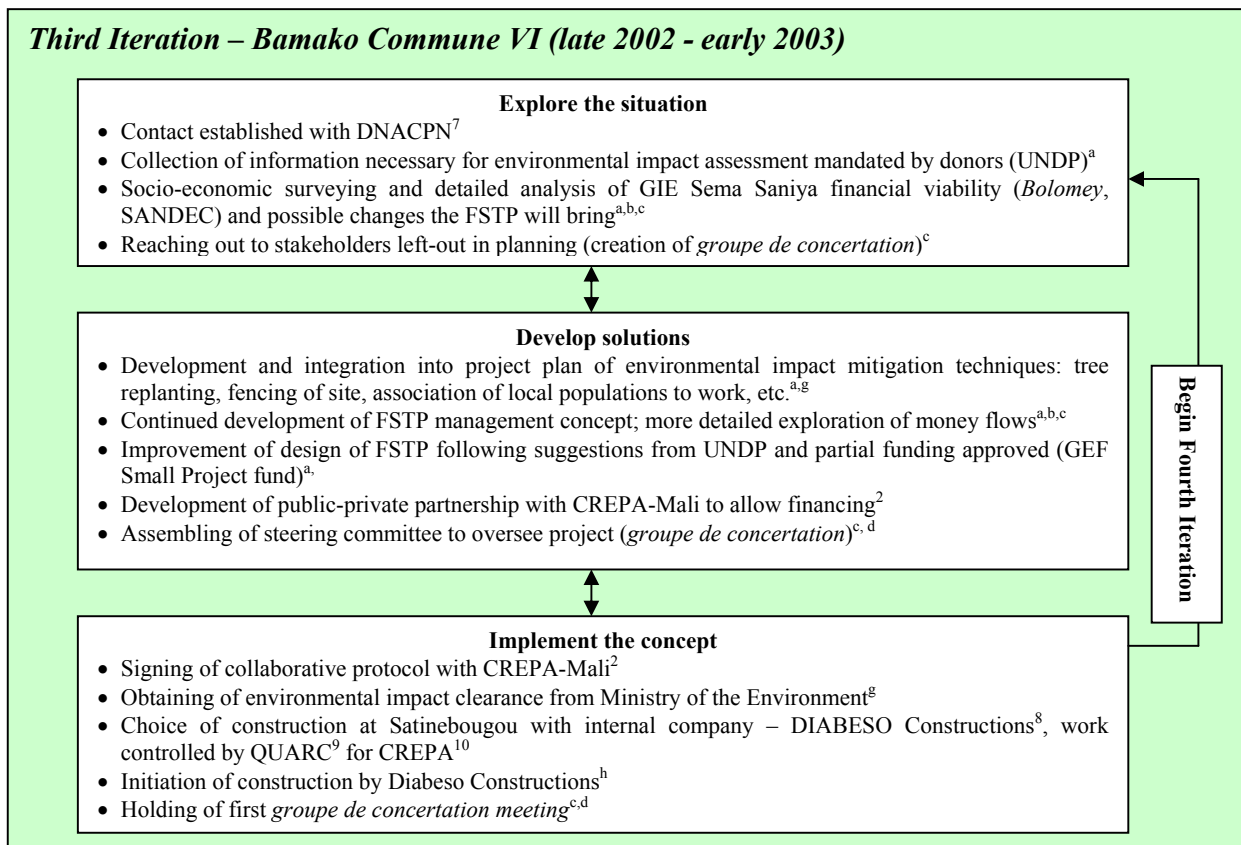 Third Iteration – Bamako Commune VI (late 2002 - early 2003)
Explore the situation
• Contact established with DNACPN7
• Collection of information necessary for environmental impact assessment mandated by donors (UNDP)a
• Socio-economic surveying and detailed analysis of GIE Sema Saniya financial viability (Bolomey,
SANDEC) and possible changes the FSTP will bringa,b,c
• Reaching out to stakeholders left-out in planning (creation of groupe de concertation)c
Develop solutions
• Development and integration into project plan of environmental impact mitigation techniques: tree
replanting, fencing of site, association of local populations to work, etc.a,g
• Continued development of FSTP management concept; more detailed exploration of money flowsa,b,c
• Improvement of design of FSTP following suggestions from UNDP and partial funding approved (GEF
Small Project fund)a,
• Development of public-private partnership with CREPA-Mali to allow financing2
• Assembling of steering committee to oversee project (groupe de concertation)c, d
Implement the concept
• Signing of collaborative protocol with CREPA-Mali2
• Obtaining of environmental impact clearance from Ministry of the Environmentg
• Choice of construction at Satinebougou with internal company – DIABESO Constructions8, work
controlled by QUARC9 for CREPA10
• Initiation of construction by Diabeso Constructionsh
• Holding of first groupe de concertation meetingc,d
Begin Fourth Iteration